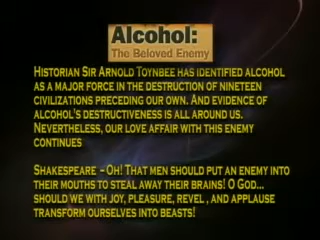 Alcohol:
The Beloved Enemy
Historian Sir Arnold Toynbee has identified alcohol
as a major force in the destruction of nineteen
civilizations preceding our own. And evidence of
alcohol's destructiveness is all around us.
Nevertheless, our love affair with this enemy
continues
Shakespeare - Oh! That men should put an enemy into
their mouths to steal away their brains! O God...
should we with joy, pleasure, revel , and applause
transform ourselves into beasts!